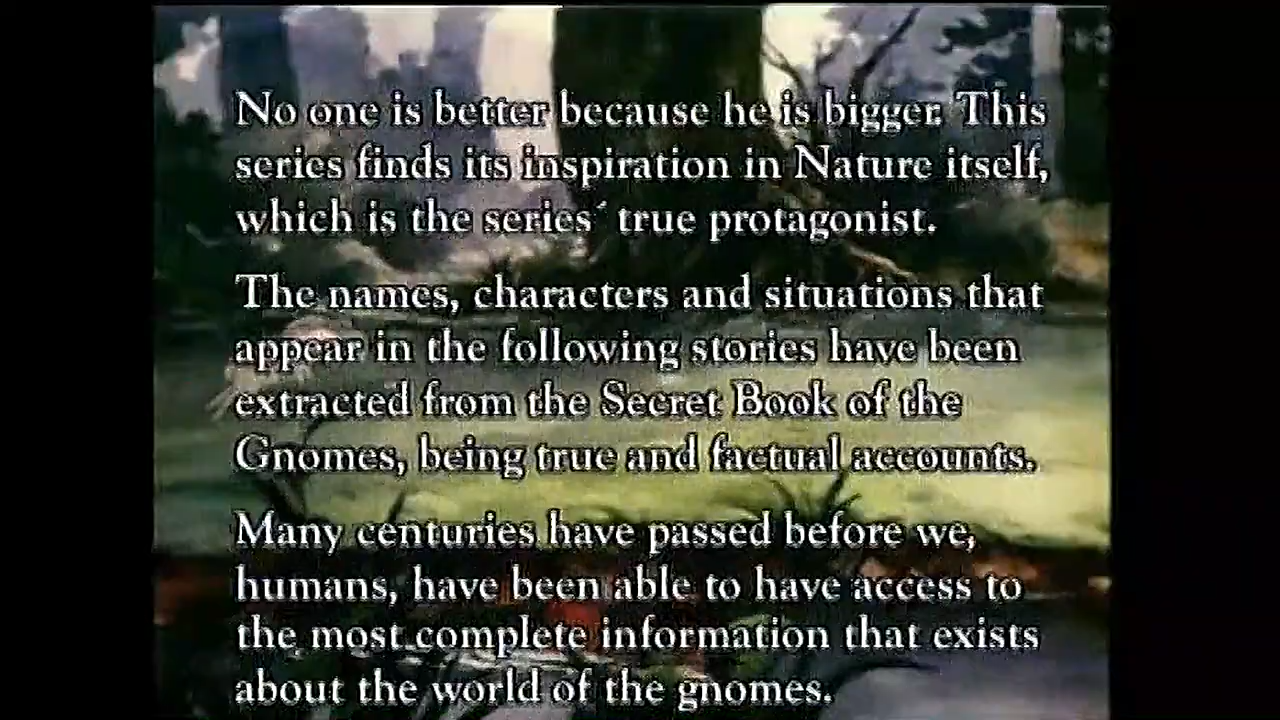 No one is better because he is bigger. This
series finds its inspiration in Nature itself,
which is the series´ true protagonist.
The names, characters and situations that
appear in the following stories have been
extracted from the Secret Book of the
Gnomes, being true and factual accounts.
Many centuries have passed before we,
humans, have been able to have access to
the most complete information that exists
about the world of the gnomes.